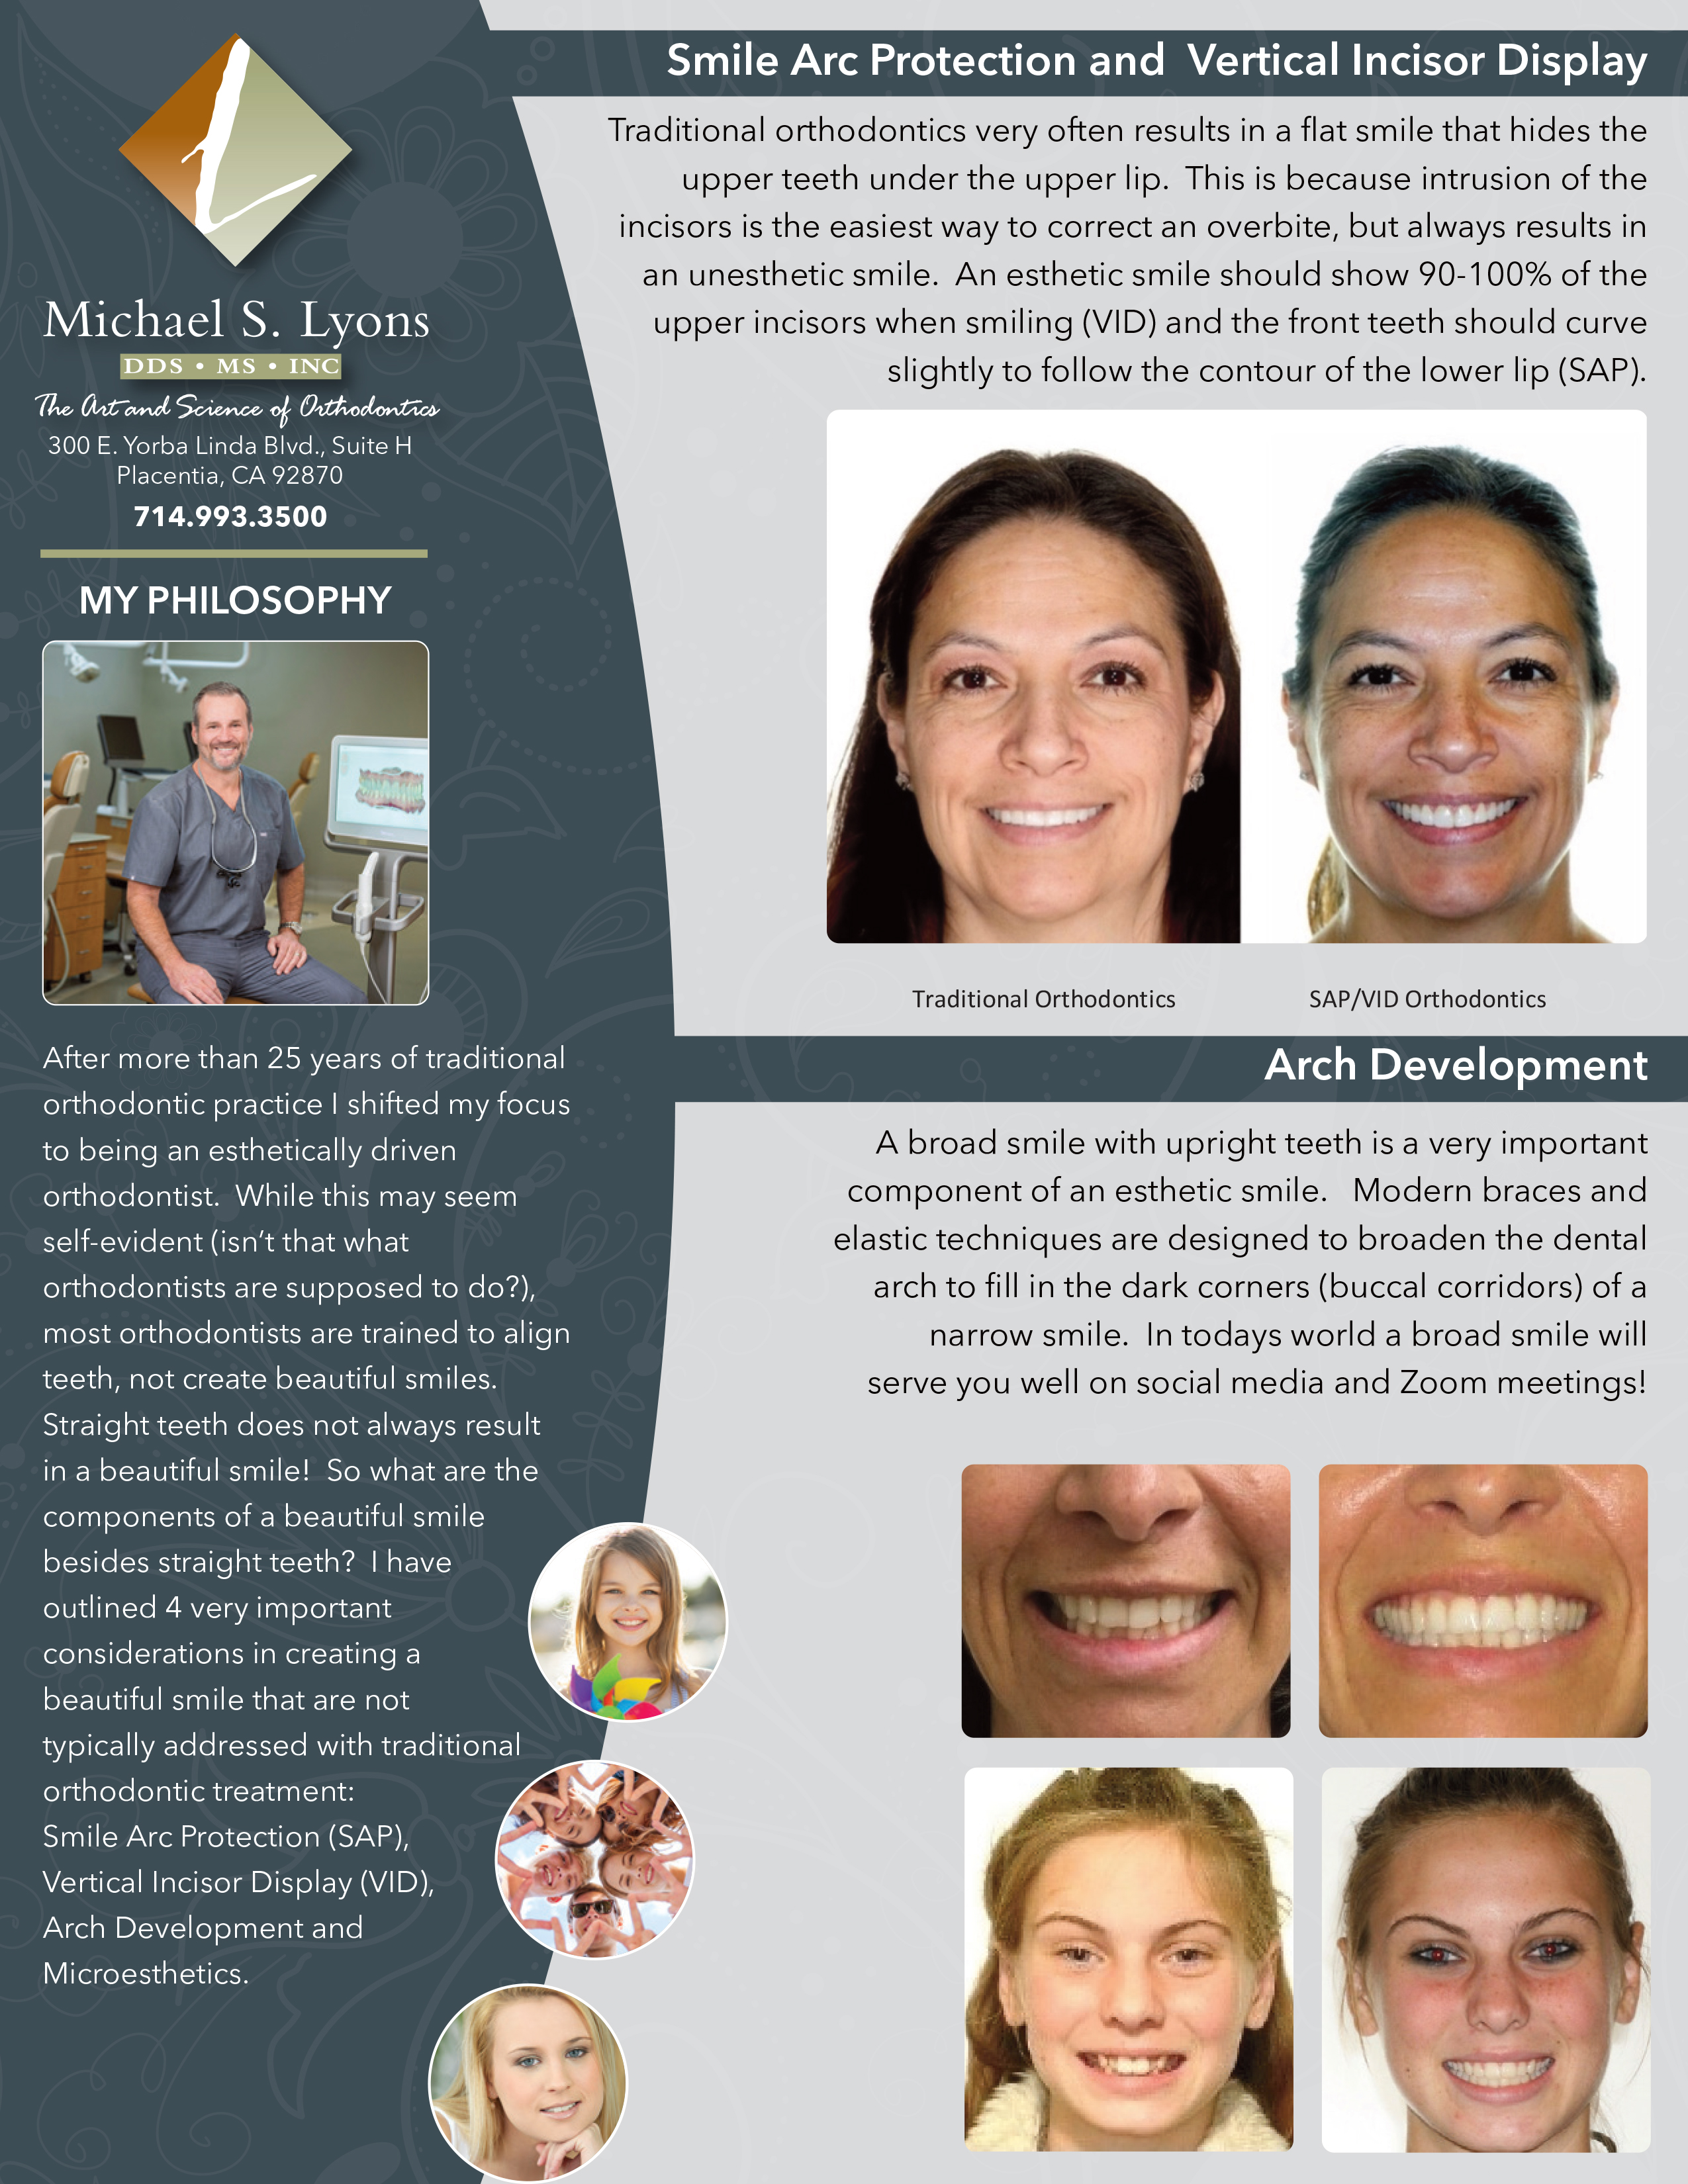 Michael S. Lyons
DDS • MS • INC
The Art and Science of Orthodontics
300 E. Yorba Linda Blvd., Suite H
Placentia, CA 92870
714.993.3500
MY PHILOSOPHY
After more than 25 years of traditional
orthodontic practice I shifted my focus
to being an esthetically driven
orthodontist.  While this may seem
self-evident (isn't that what
orthodontists are supposed to do?),
most orthodontists are trained to align
teeth, not create beautiful smiles.
Straight teeth does not always result
in a beautiful smile!  So what are the
components of a beautiful smile
besides straight teeth?  I have
outlined 4 very important
considerations in creating a
beautiful smile that are not
typically addressed with traditional
orthodontic treatment:
Smile Arc Protection (SAP),
Vertical Incisor Display (VID),
Arch Development and
Microesthetics.
Smile Arc Protection and  Vertical Incisor Display
Traditional orthodontics very often results in a flat smile that hides the
upper teeth under the upper lip.  This is because intrusion of the
incisors is the easiest way to correct an overbite, but always results in
an unesthetic smile.  An esthetic smile should show 90-100% of the
upper incisors when smiling (VID) and the front teeth should curve
slightly to follow the contour of the lower lip (SAP).
Traditional Orthodontics
SAP/VID Orthodontics
Arch Development
A broad smile with upright teeth is a very important
component of an esthetic smile.   Modern braces and
elastic techniques are designed to broaden the dental
arch to fill in the dark corners (buccal corridors) of a
narrow smile.  In todays world a broad smile will
serve you well on social media and Zoom meetings!